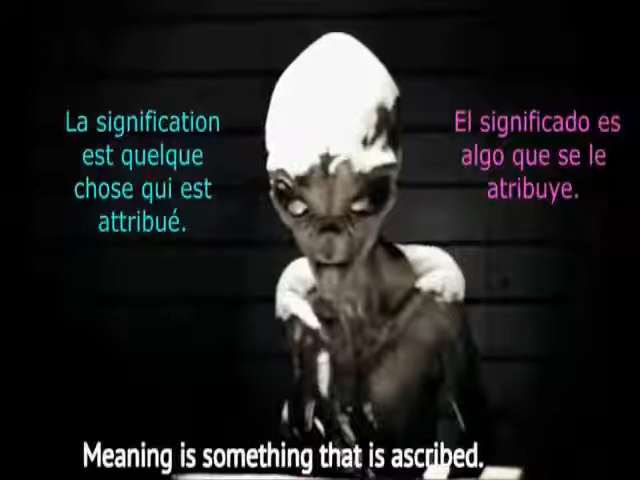 La signification
est quelque
chose qui est
attribué.
El significado es
algo que se le
atribuye.
Meaning is something that is ascribed.